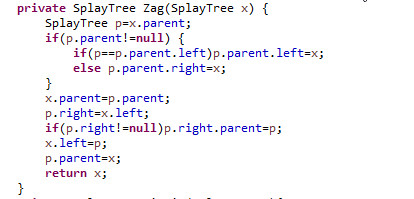 private SplayTree Zag(SplayTree x) {
SplayTree p=x.parent;
if(p.parent!=null) {
if(p==p.parent.left)p.parent.left=x;
else p.parent.right=x;
}
x.parent=p.parent;
p.right=x.left;
if(p.right!=null)p.right.parent=p;
x.left=p;
p.parent=x;
return x;
}